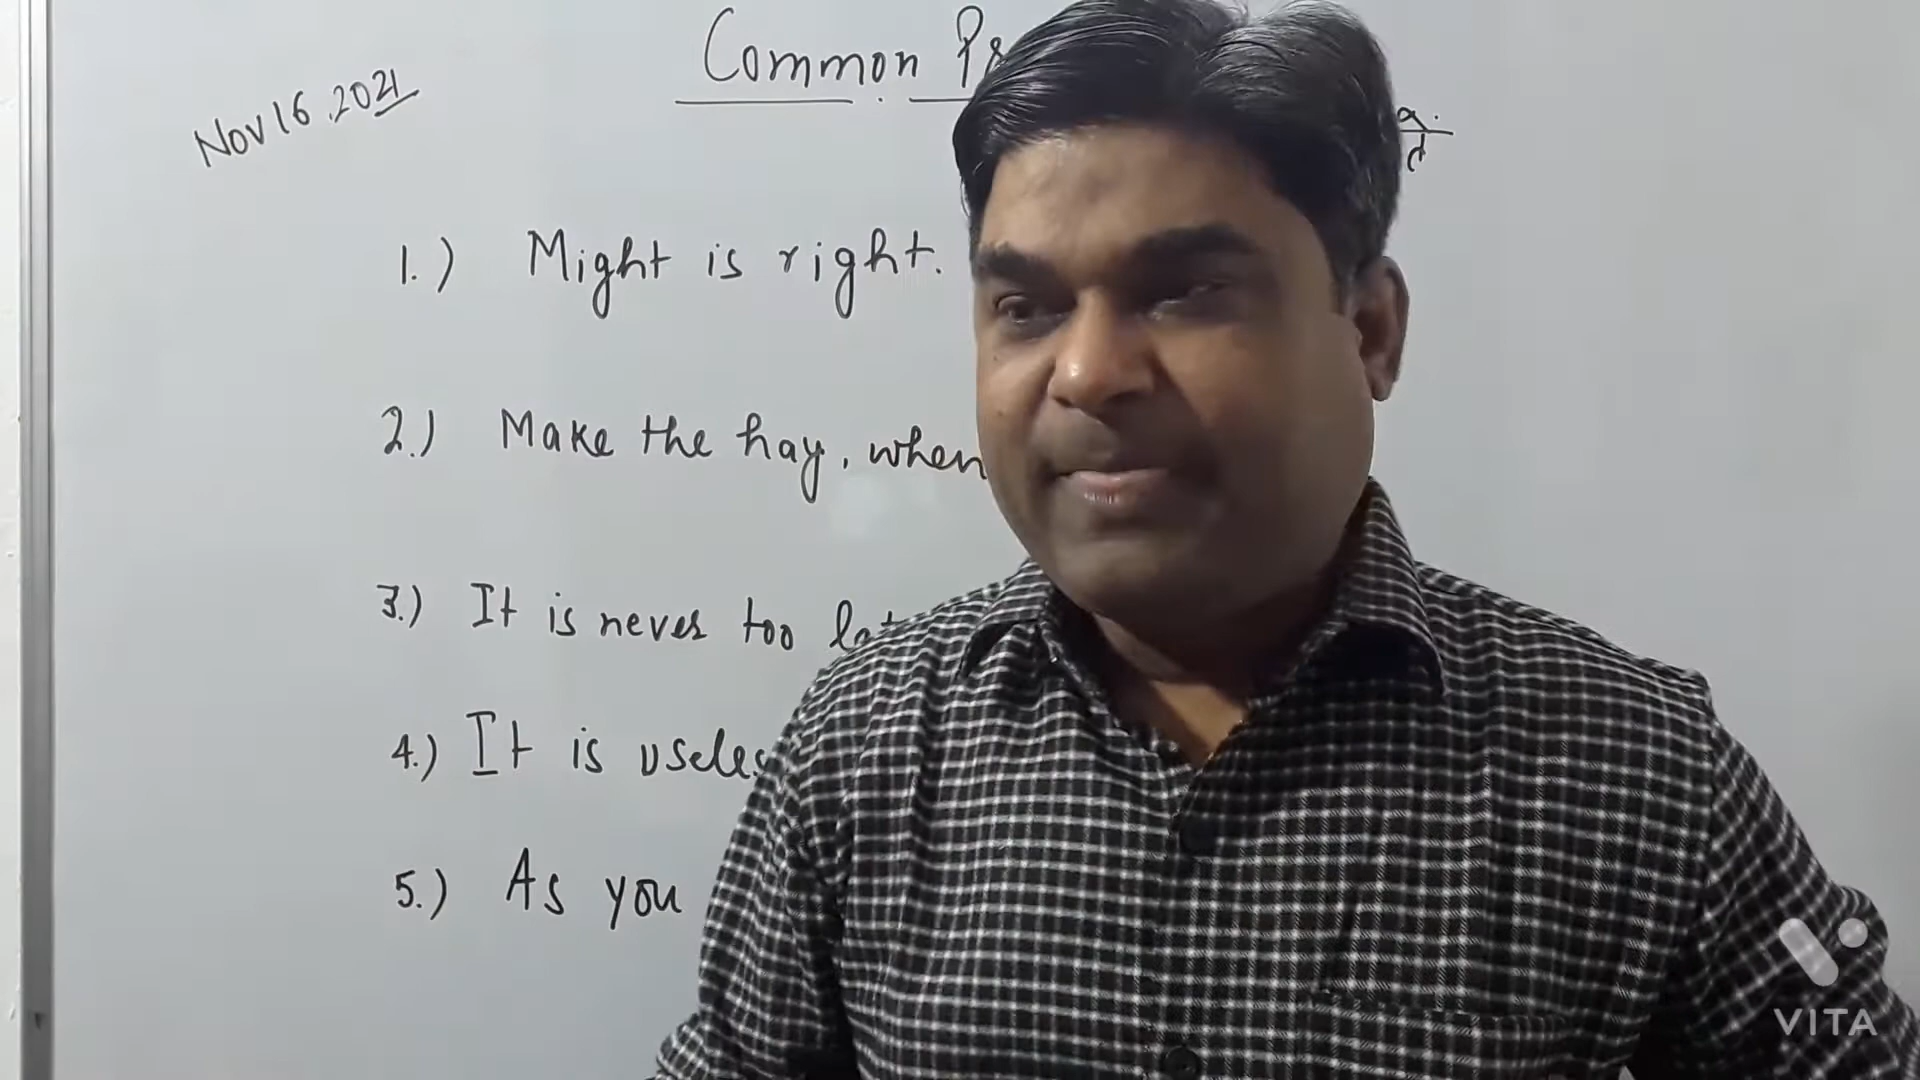 Common
Nov 16, 2021
1.) Might is right.
2.) Make the hay, when
3.) It is never too
4.) It is
5.) As you
VITA